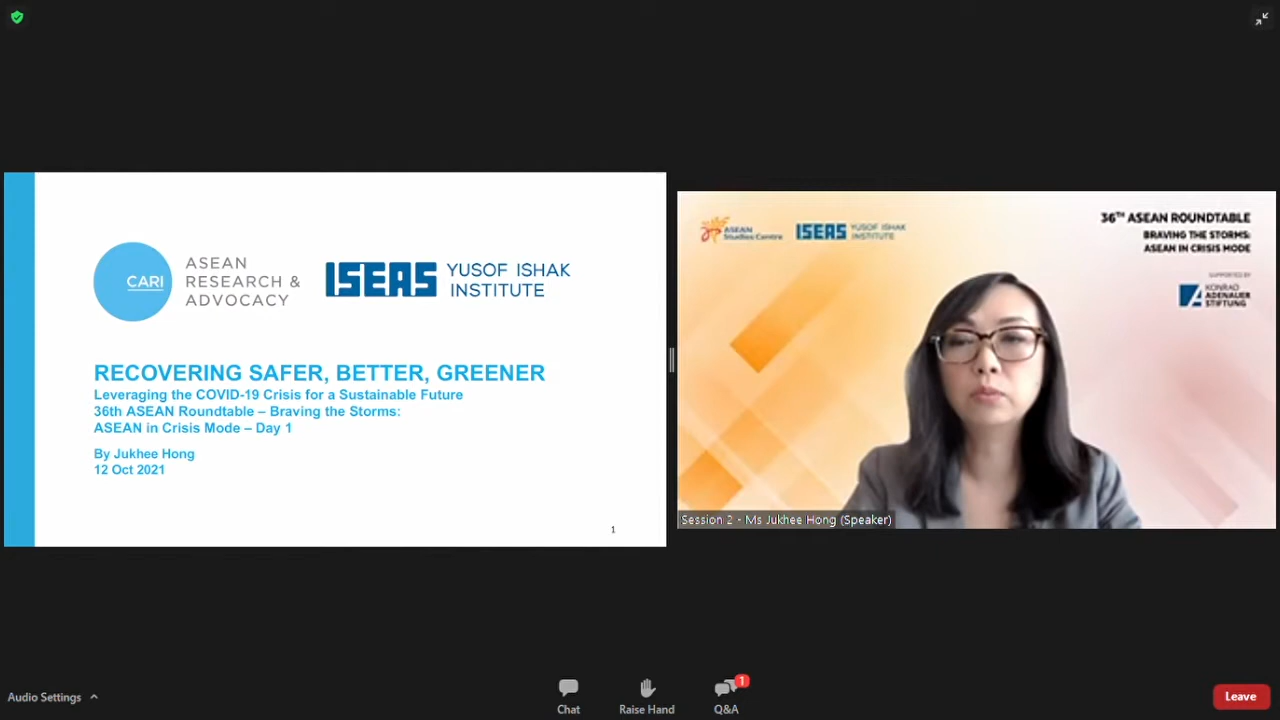 CARI
ASEAN
RESEARCH &
ADVOCACY
ISEAS
YUSOF ISHAK
INSTITUTE
RECOVERING SAFER, BETTER, GREENER
Leveraging the COVID-19 Crisis for a Sustainable Future
36th ASEAN Roundtable – Braving the Storms:
ASEAN in Crisis Mode – Day 1
By Jukhee Hong
12 Oct 2021
1
ASEAN
Studies Centre
ISEAS
YUSOF ISHAK
INSTITUTE
36TH ASEAN ROUNDTABLE
BRAVING THE STORMS:
ASEAN IN CRISIS MODE
SUPPORTED BY
KONRAD
ADENAUER
STIFTUNG
Session 2 - Ms Jukhee Hong (Speaker)
Audio Settings
Chat
Raise Hand
1
Q&A
Leave